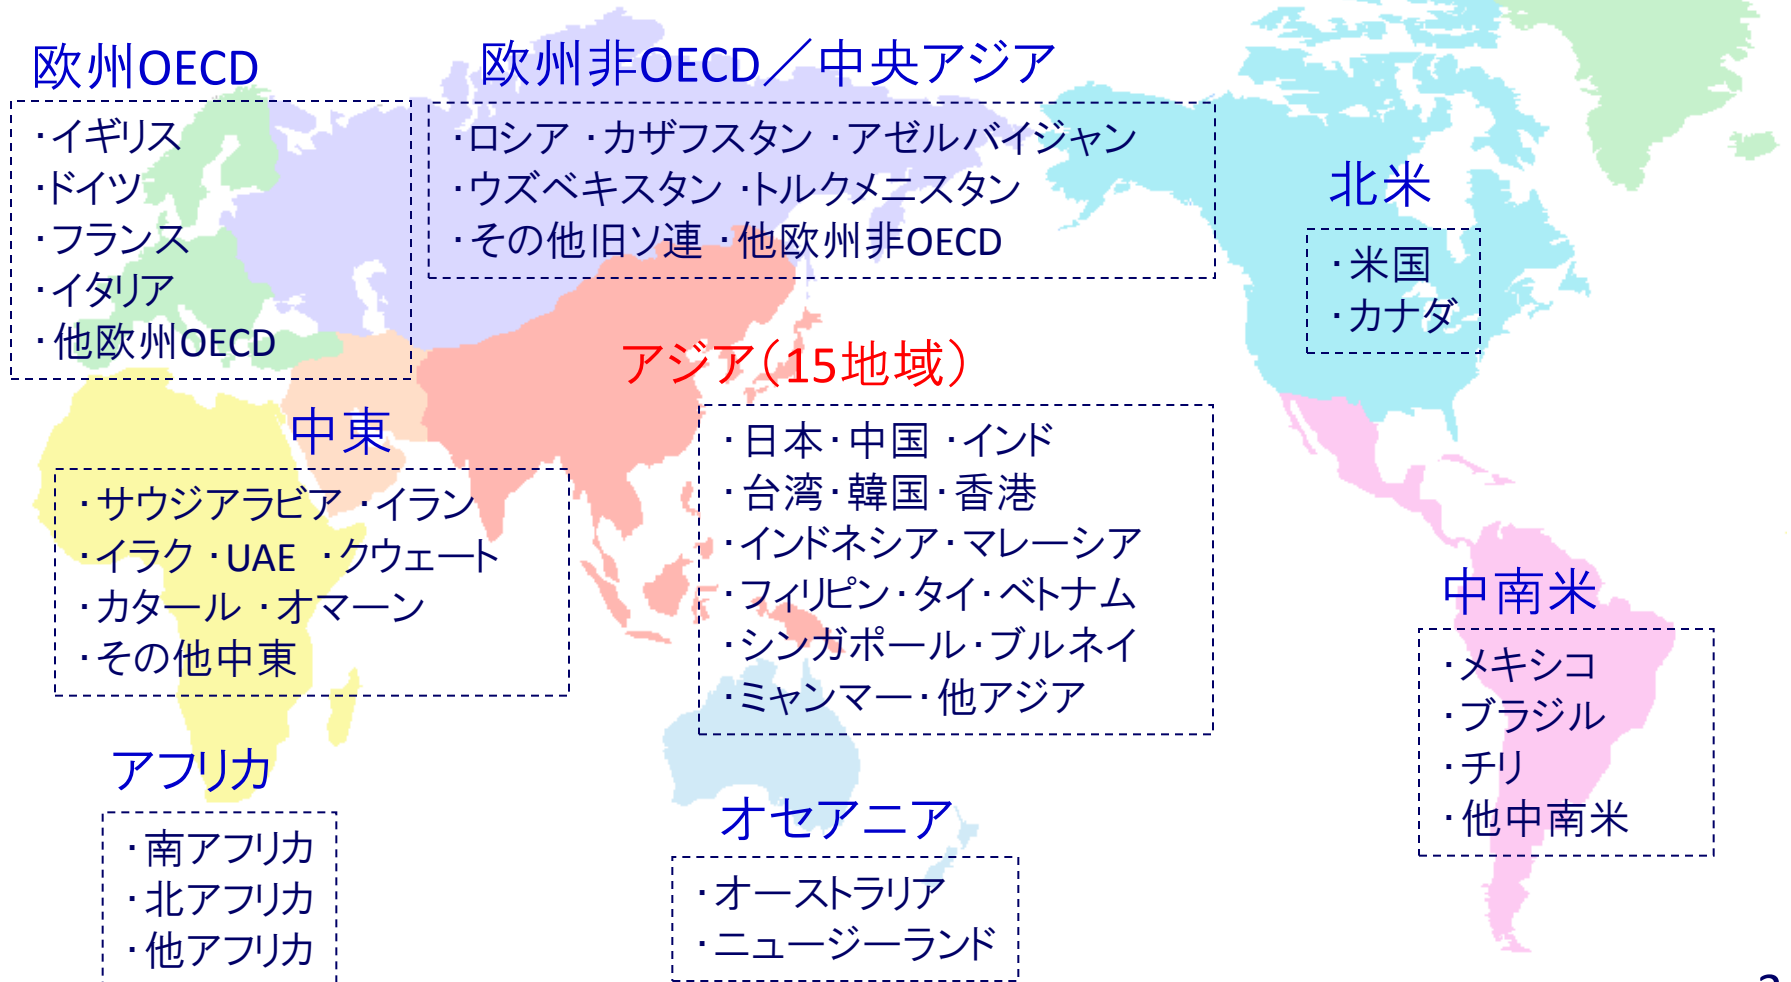 欧州OECD
・イギリス
・ドイツ
・フランス
・イタリア
・他欧州OECD
欧州非OECD／中央アジア
・ロシア ・カザフスタン ・アゼルバイジャン
・ウズベキスタン ・トルクメニスタン
・その他旧ソ連 ・他欧州非OECD
北米
・米国
・カナダ
アジア（15地域）
・日本・中国 ・インド
・台湾・韓国・香港
・インドネシア・マレーシア
・フィリピン・タイ・ベトナム
・シンガポール・ブルネイ
・ミャンマー・他アジア
中東
・サウジアラビア ・イラン
・イラク ・UAE ・クウェート
・カタール ・オマーン
・その他中東
中南米
・メキシコ
・ブラジル
・チリ
・他中南米
アフリカ
・南アフリカ
・北アフリカ
・他アフリカ
オセアニア
・オーストラリア
・ニュージーランド